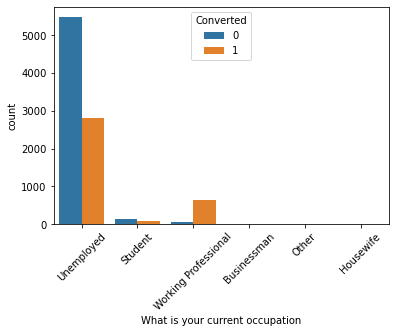 Converted
0
1
5000
4000
3000
2000
1000
0
count
Unemployed
Student
Working Professional
Businessman
Other
Housewife
What is your current occupation